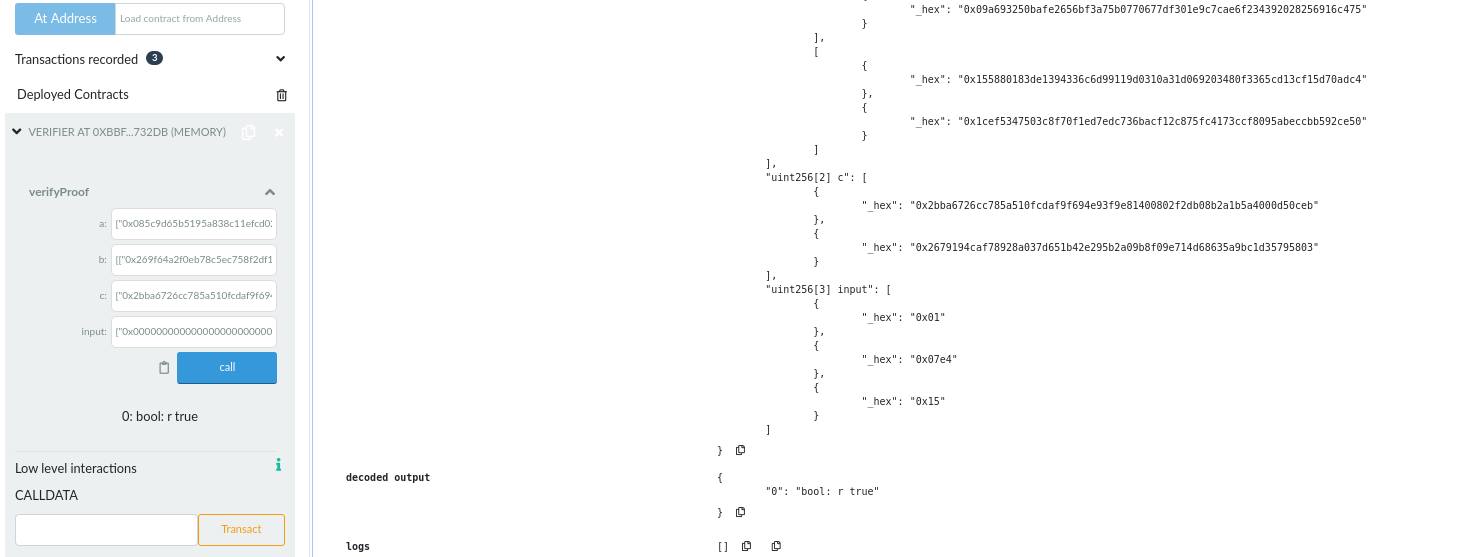 At Address
Load contract from Address
Transactions recorded 3
Deployed Contracts
VERIFIER AT 0XBBF...732DB (MEMORY)
verifyProof
a: ["0x085c9d65b5195a838c11efcd0
b: [["0x269f64a2f0eb78c5ec758f2df1
c: ["0x2bba6726cc785a510fcdaf9f69
input: ["0x0000000000000000000000000
call
0: bool: r true
Low level interactions
CALLDATA
Transact
"_hex": "0x09a693250bafe2656bf3a75b0770677df301e9c7cae6f234392028256916c475"
}
],
[
{
"_hex": "0x155880183de1394336c6d99119d0310a31d069203480f3365cd13cf15d70adc4"
},
{
"_hex": "0x1cef5347503c8f70f1ed7edc736bacf12c875fc4173ccf8095abeccbb592ce50"
}
]
],
"uint256[2] c": [
{
"_hex": "0x2bba6726cc785a510fcdaf9f694e93f9e81400802f2db08b2a1b5a4000d50ceb"
},
{
"_hex": "0x2679194caf78928a037d651b42e295b2a09b8f09e714d68635a9bc1d35795803"
}
],
"uint256[3] input": [
{
"_hex": "0x01"
},
{
"_hex": "0x07e4"
},
{
"_hex": "0x15"
}
]
}
decoded output {
"0": "bool: r true"
}
logs []